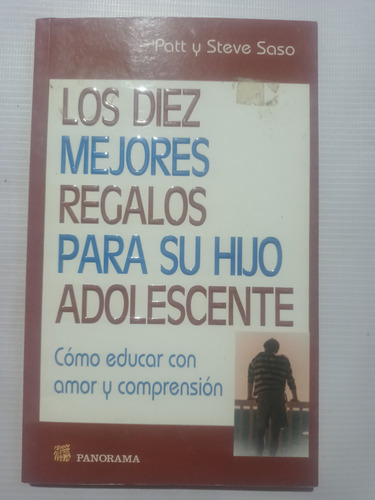 Patt y Steve Saso
LOS DIEZ
MEJORES
REGALOS
PARA SU HIJO
ADOLESCENTE
Cómo educar con
amor y comprensión
PANORAMA